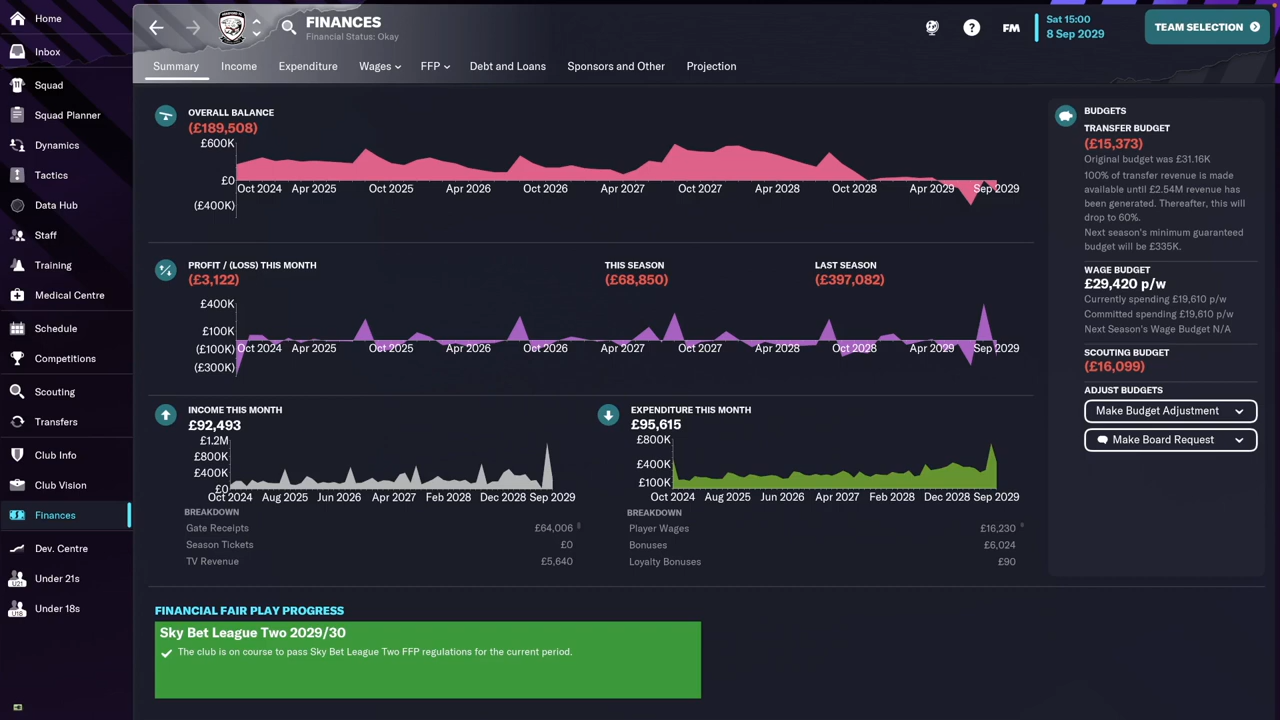 Home
Inbox
Squad
Squad Planner
Dynamics
Tactics
Data Hub
Staff
Training
Medical Centre
Schedule
Competitions
Scouting
Transfers
Club Info
Club Vision
Finances
Dev. Centre
Under 21s
Under 18s
FINANCES
Financial Status: Okay
FM
Sat 15:00
8 Sep 2029
TEAM SELECTION
Summary
Income
Expenditure
Wages
FFP
Debt and Loans
Sponsors and Other
Projection
OVERALL BALANCE
(£189,508)
£600K
£0
(£400K)
Oct 2024 Apr 2025 Oct 2025 Apr 2026 Oct 2026 Apr 2027 Oct 2027 Apr 2028 Oct 2028 Apr 2029 Sep 2029
PROFIT / (LOSS) THIS MONTH
(£3,122)
THIS SEASON
(£68,850)
LAST SEASON
(£397,082)
£400K
£100K
(£100K)
(£300K)
Oct 2024 Apr 2025 Oct 2025 Apr 2026 Oct 2026 Apr 2027 Oct 2027 Apr 2028 Oct 2028 Apr 2029 Sep 2029
INCOME THIS MONTH
£92,493
£1.2M
£800K
£400K
£0
Oct 2024 Aug 2025 Jun 2026 Apr 2027 Feb 2028 Dec 2028 Sep 2029
BREAKDOWN
Gate Receipts £64,006
Season Tickets £0
TV Revenue £5,640
EXPENDITURE THIS MONTH
£95,615
£800K
£400K
£100K
Oct 2024 Aug 2025 Jun 2026 Apr 2027 Feb 2028 Dec 2028 Sep 2029
BREAKDOWN
Player Wages £16,230
Bonuses £6,024
Loyalty Bonuses £90
BUDGETS
TRANSFER BUDGET
(£15,373)
Original budget was £31.16K
100% of transfer revenue is made
available until £2.54M revenue has
been generated. Thereafter, this will
drop to 60%.
Next season's minimum guaranteed
budget will be £335K.
WAGE BUDGET
£29,420 p/w
Currently spending £19,610 p/w
Committed spending £19,610 p/w
Next Season's Wage Budget N/A
SCOUTING BUDGET
(£16,099)
ADJUST BUDGETS
Make Budget Adjustment
Make Board Request
FINANCIAL FAIR PLAY PROGRESS
Sky Bet League Two 2029/30
The club is on course to pass Sky Bet League Two FFP regulations for the current period.